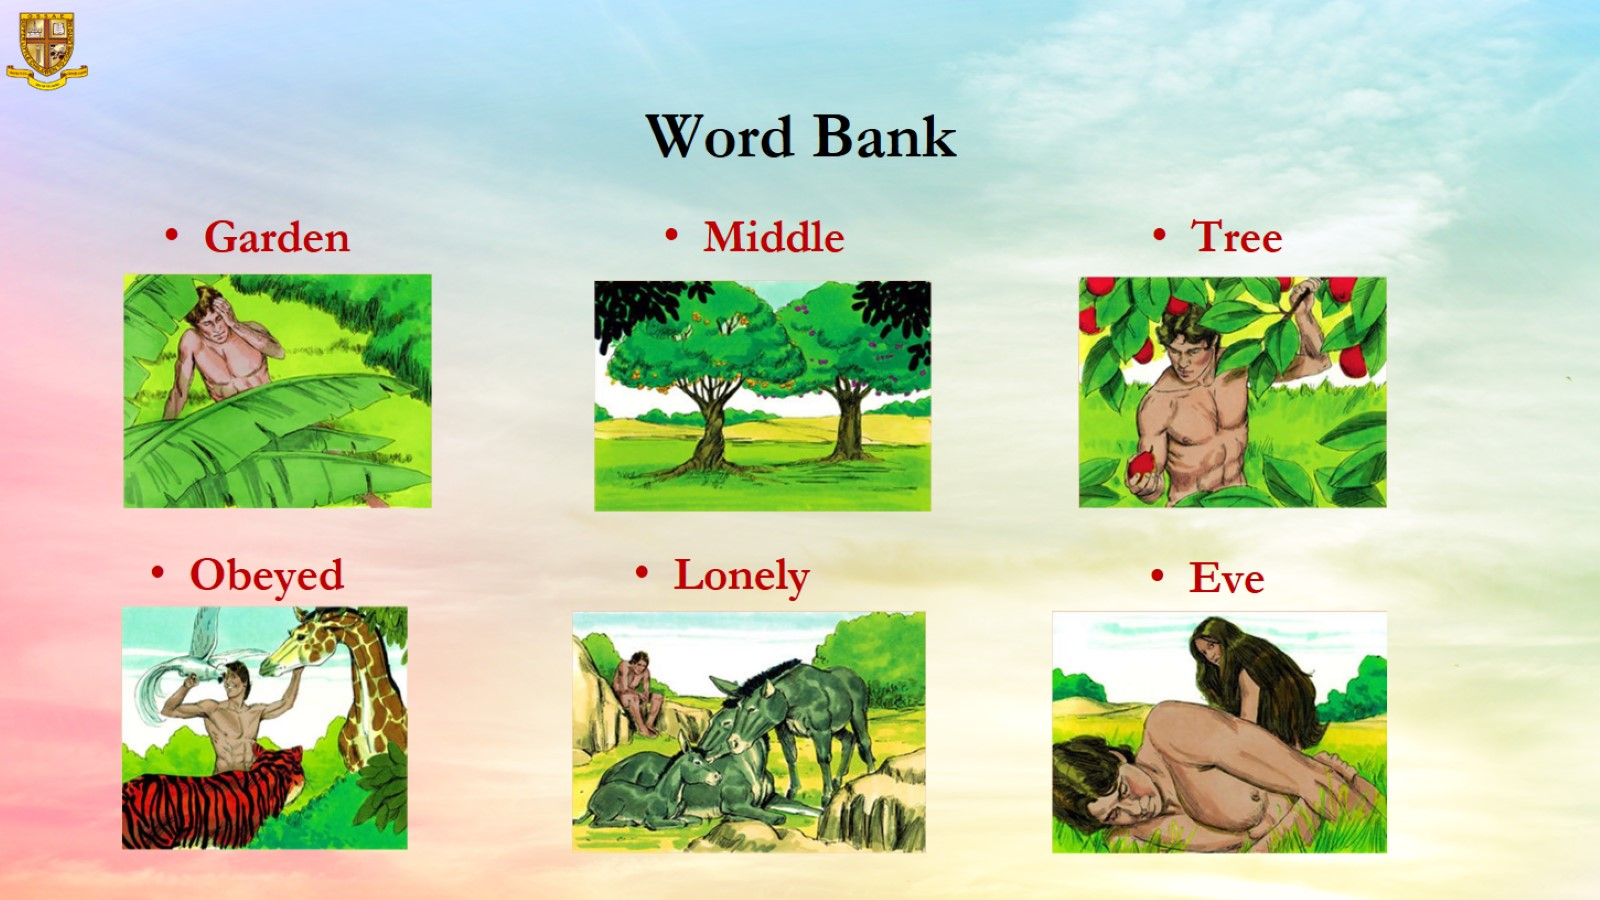 Word Bank
• Garden
• Middle
• Tree
• Obeyed
• Lonely
• Eve